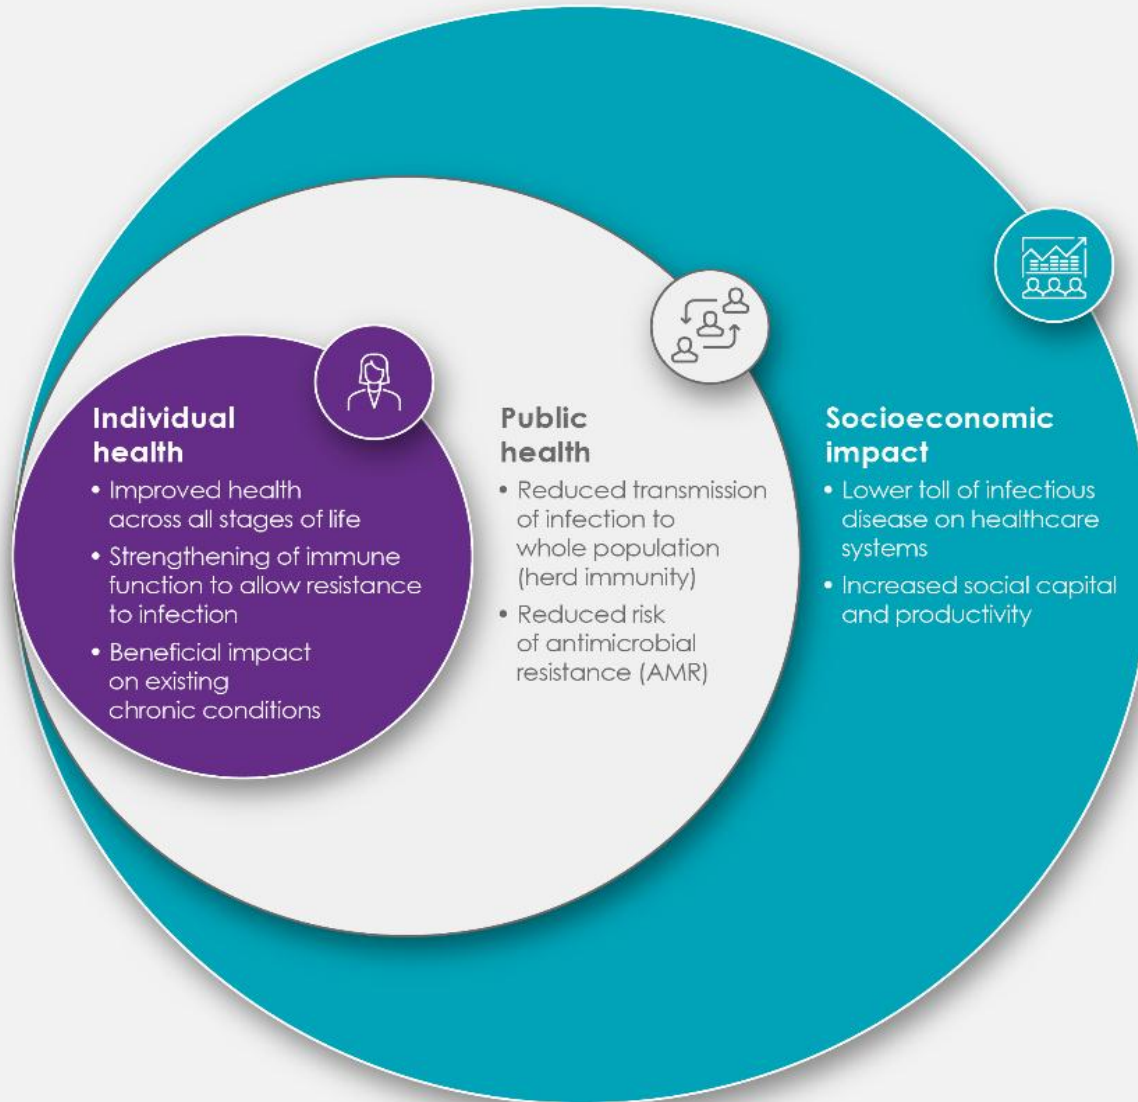 Individual
health
• Improved health
across all stages of life
• Strengthening of immune
function to allow resistance
to infection
• Beneficial impact
on existing
chronic conditions
Public
health
• Reduced transmission
of infection to
whole population
(herd immunity)
• Reduced risk
of antimicrobial
resistance (AMR)
Socioeconomic
impact
• Lower toll of infectious
disease on healthcare
systems
• Increased social capital
and productivity